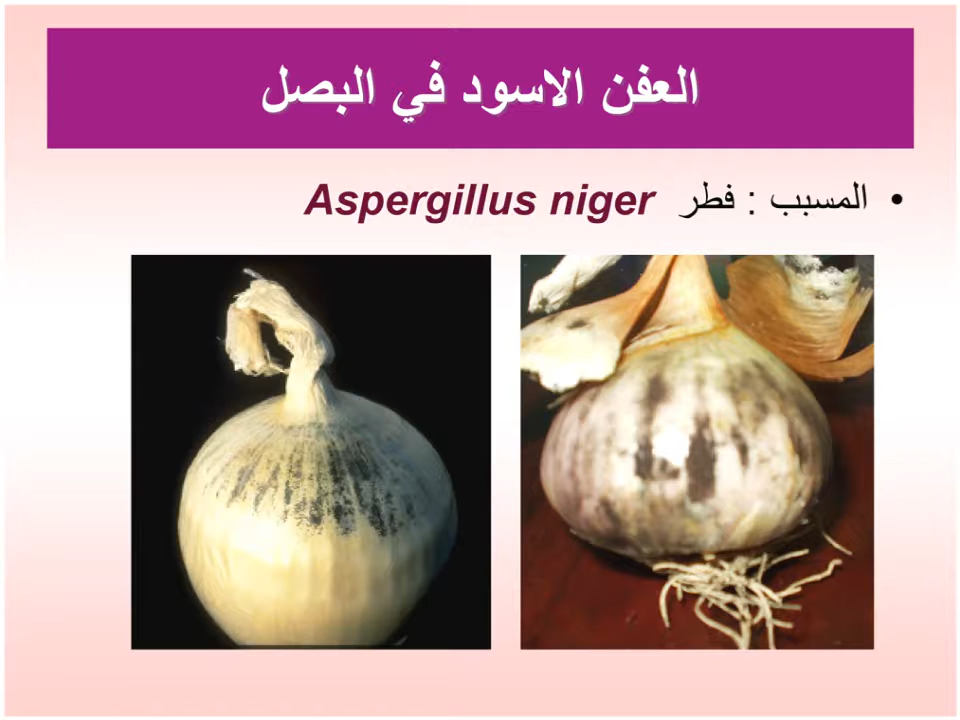 العفن الاسود في البصل
• المسبب : فطر Aspergillus niger